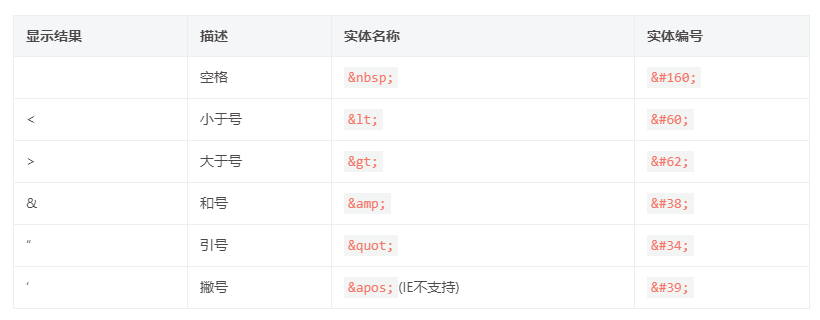 显示结果 描述 实体名称 实体编号
空格 &nbsp; &#160;
< 小于号 &lt; &#60;
> 大于号 &gt; &#62;
& 和号 &amp; &#38;
“ 引号 &quot; &#34;
‘ 撇号 &apos;(IE不支持) &#39;